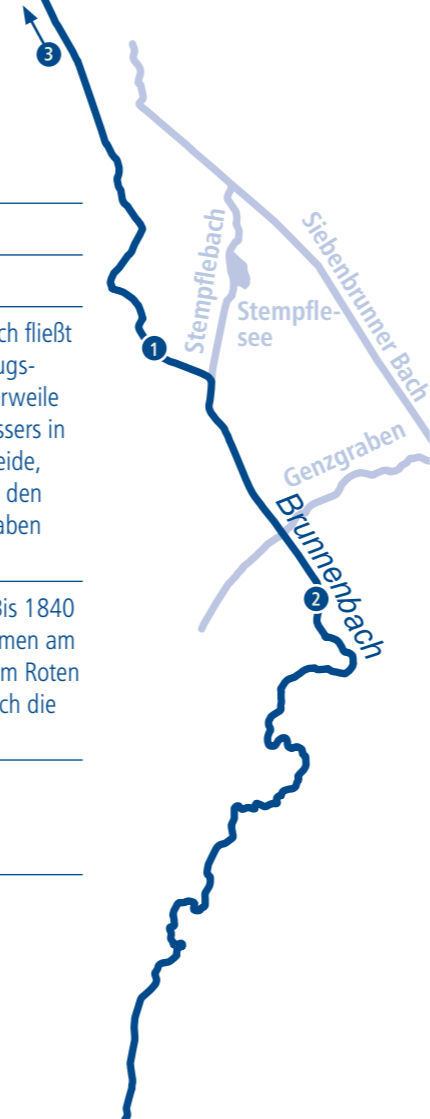 3
Siebenbrunner Bach
Stempflebach
Stempfle-
see
1
Genzgraben
Brunnenbach
2
ch fließt
ugs-
erweile
ssers in
eide,
den
aben
Bis 1840
men am
m Roten
ch die